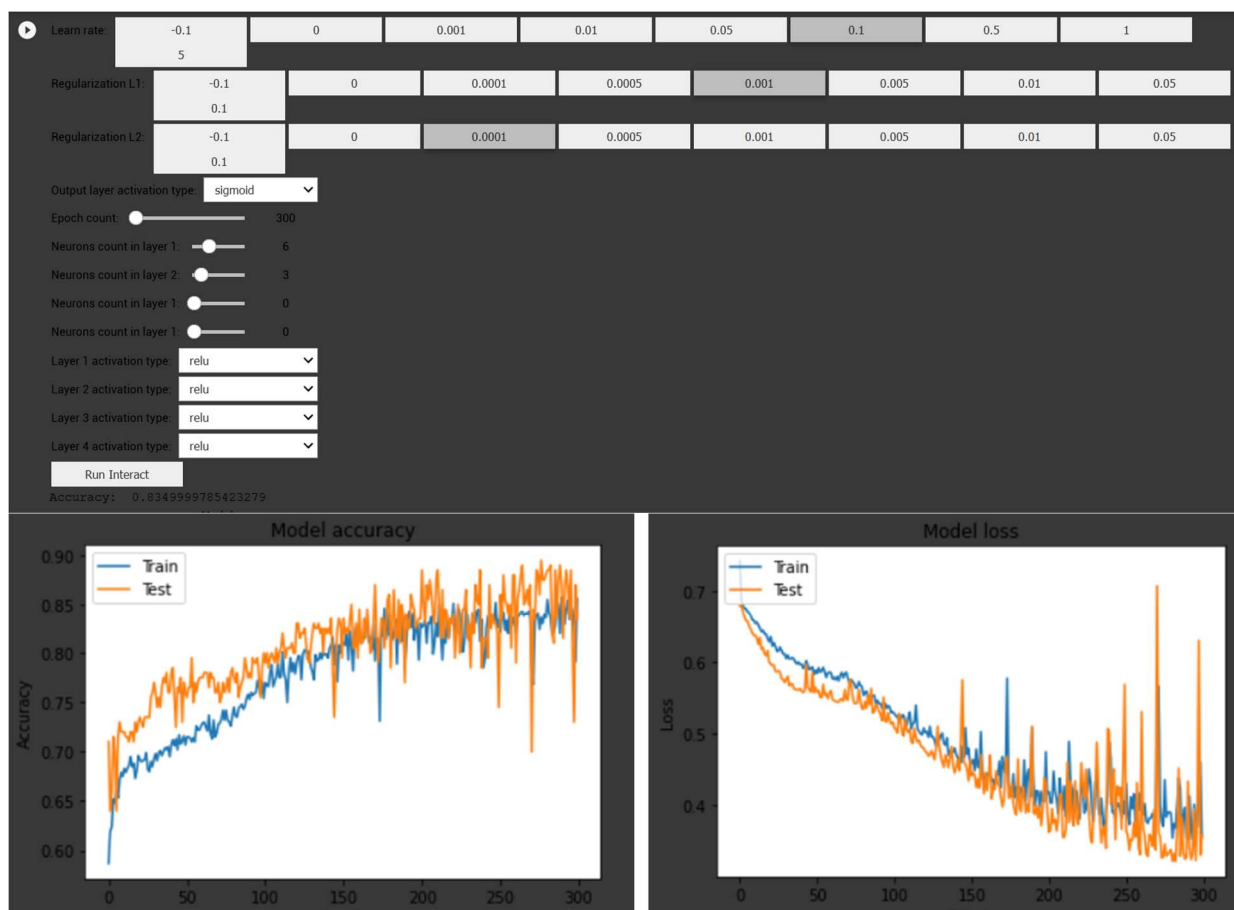 Learn rate: -0.1 0 0.001 0.01 0.05 0.1 0.5 1
5
Regularization L1: -0.1 0 0.0001 0.0005 0.001 0.005 0.01 0.05
0.1
Regularization L2: -0.1 0 0.0001 0.0005 0.001 0.005 0.01 0.05
0.1
Output layer activation type: sigmoid
Epoch count: 300
Neurons count in layer 1: 6
Neurons count in layer 2: 3
Neurons count in layer 1: 0
Neurons count in layer 1: 0
Layer 1 activation type: relu
Layer 2 activation type: relu
Layer 3 activation type: relu
Layer 4 activation type: relu
Run Interact
Accuracy: 0.8349999785423279
Model accuracy
Train
Test
Accuracy
0.90
0.85
0.80
0.75
0.70
0.65
0.60
0 50 100 150 200 250 300
Model loss
Train
Test
Loss
0.7
0.6
0.5
0.4
0 50 100 150 200 250 300